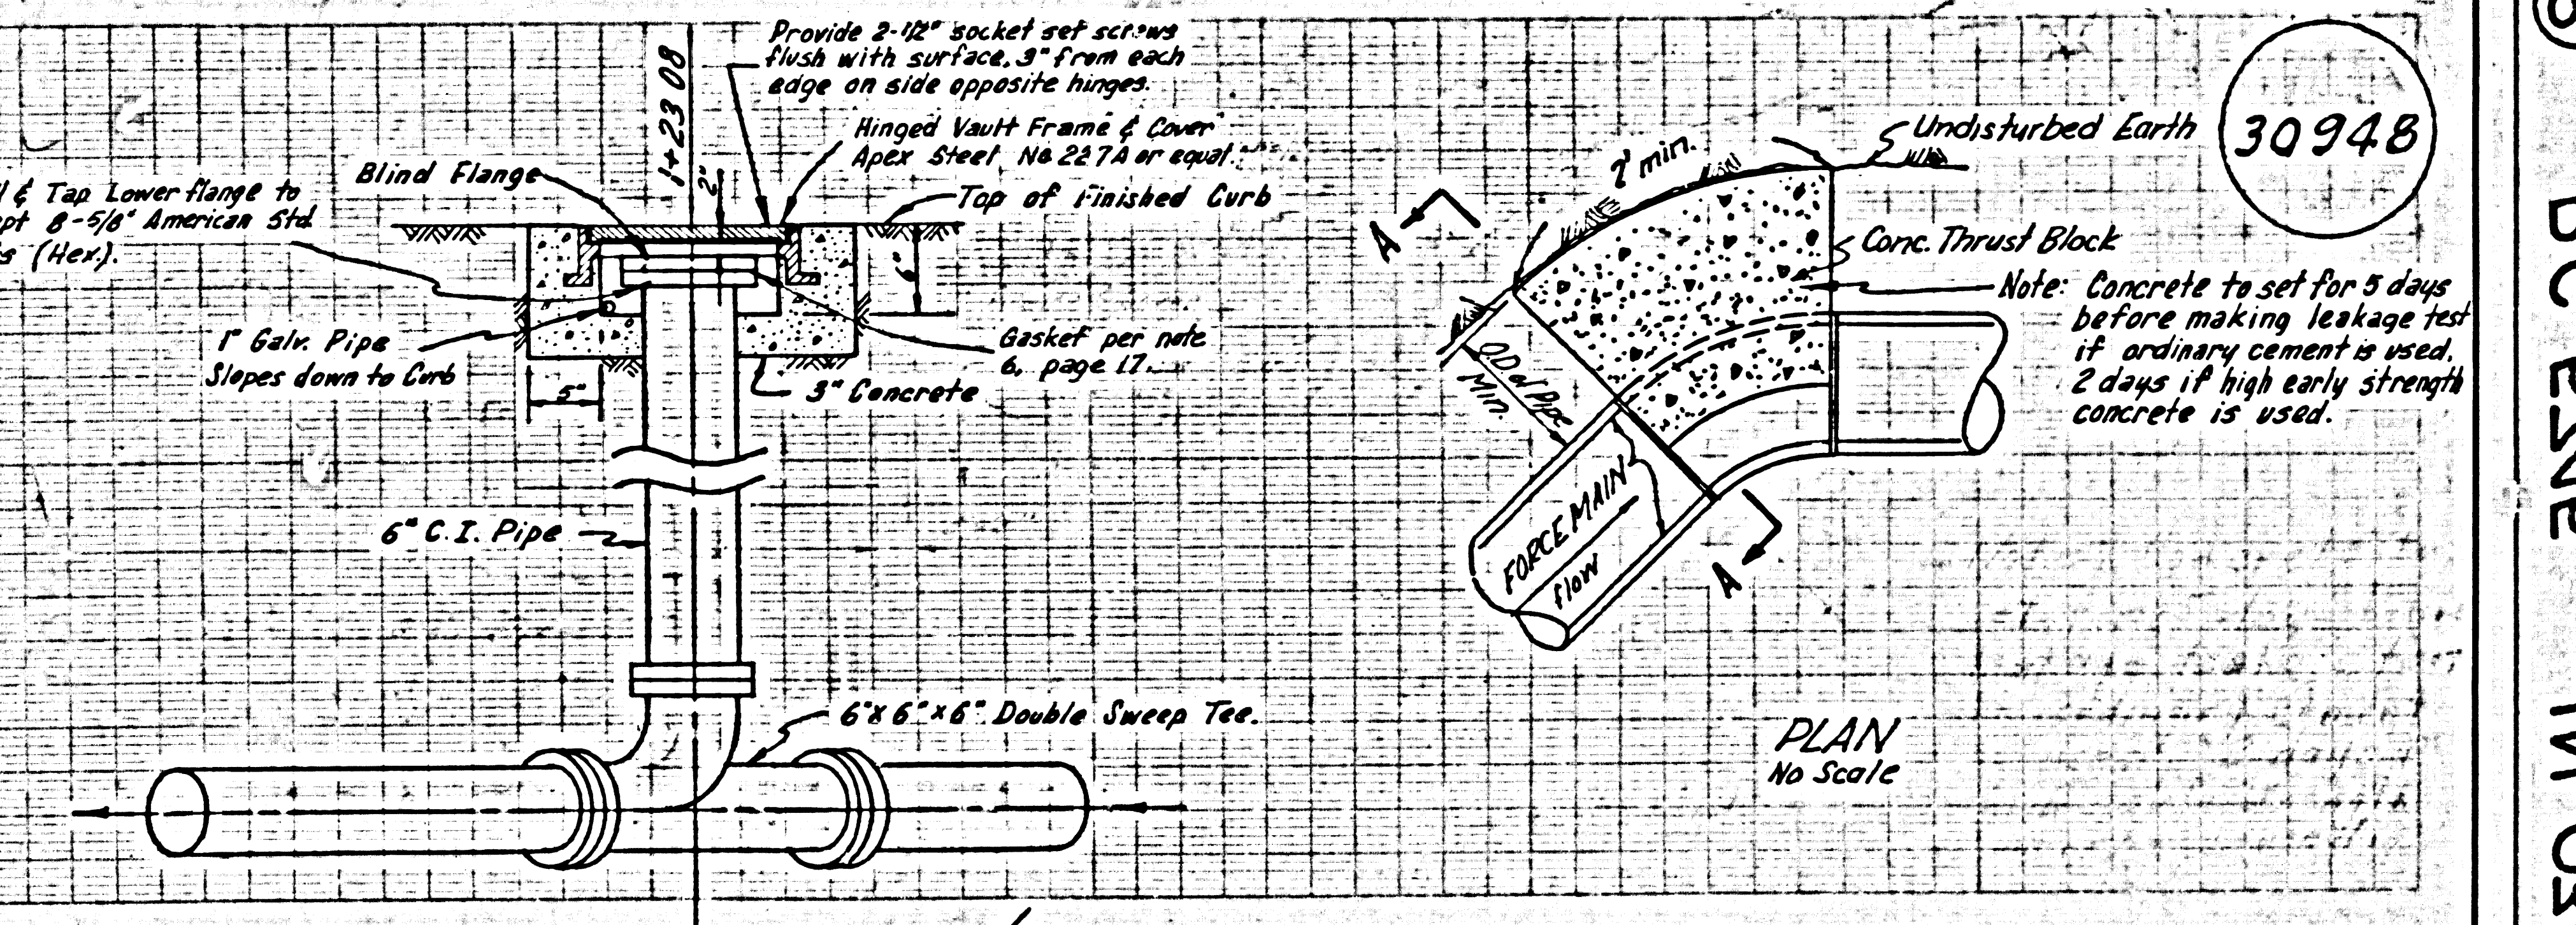 Provide 2-1/2" socket set screws
flush with surface. 3" from each
edge on side opposite hinges.
1+23 08
2"
Hinged Vault Frame & Cover
Apex Steel No 227A or equal.
Blind Flange
Top of Finished Curb
& Tap Lower flange to
8-5/8" American Std
(Hex).
6"
1" Galv. Pipe
Slopes down to Curb
5"
Gasket per note
6, page 17.
3" Concrete
6" C.I. Pipe
6" x 6" x 6" Double Sweep Tee.
30948
Undisturbed Earth
2' min.
A
Conc. Thrust Block
Note: Concrete to set for 5 days
before making leakage test
if ordinary cement is used.
2 days if high early strength
concrete is used.
O.D. of Pipe
Min.
FORCE MAIN
flow
A
PLAN
No Scale